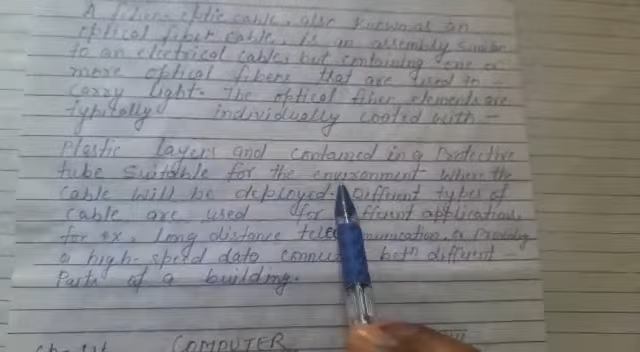 A fiber-optic cable, also known as an
optical fiber cable, is an assembly similar
to an electrical cable, but containing one or
more optical fibers that are used to -
carry light. The optical fiber elements are
typically individually coated with -
Plastic layers and contained in a Protective
tube suitable for the environment where the
cable will be deployed. Different types of
cable are used for different applications
for ex. long distance telecommunication, or Providing
a high-speed data both different -
Parts of a building.
COMPUTER